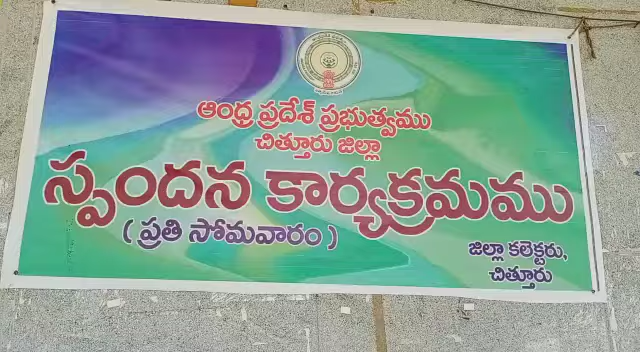 ఆంధ్ర ప్రదేశ్ ప్రభుత్వము
చిత్తూరు జిల్లా
స్పందన కార్యక్రమము
( ప్రతి సోమవారం )
జిల్లా కలెక్టరు,
చిత్తూరు